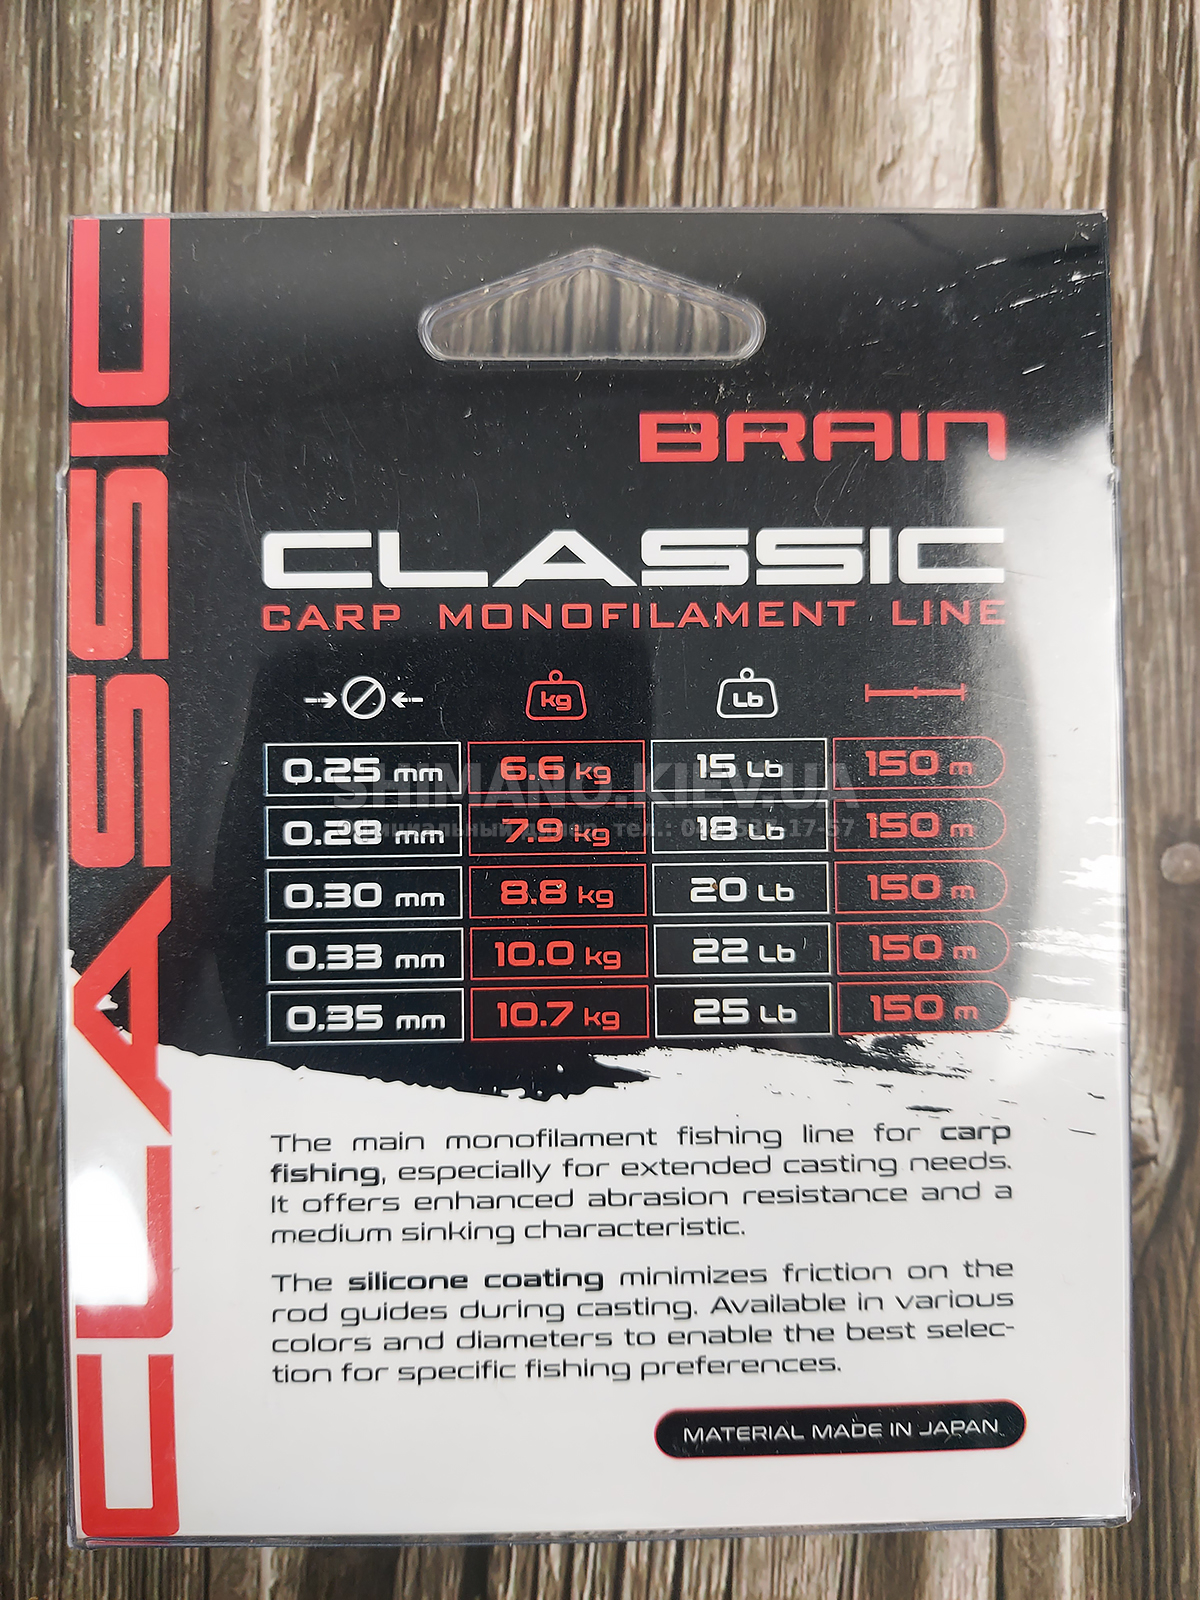 CLASSIC
BRAIN
CLASSIC
CARP MONOFILAMENT LINE
kg Lb
0.25 mm 6.6 kg 15 Lb 150 m
SHIMANO.KIEV.UA
0.28 mm 7.9 kg 18 Lb 150 m
0.30 mm 8.8 kg 20 Lb 150 m
0.33 mm 10.0 kg 22 Lb 150 m
0.35 mm 10.7 kg 25 Lb 150 m
The main monofilament fishing line for carp
fishing, especially for extended casting needs.
It offers enhanced abrasion resistance and a
medium sinking characteristic.
The silicone coating minimizes friction on the
rod guides during casting. Available in various
colors and diameters to enable the best selec-
tion for specific fishing preferences.
MATERIAL MADE IN JAPAN